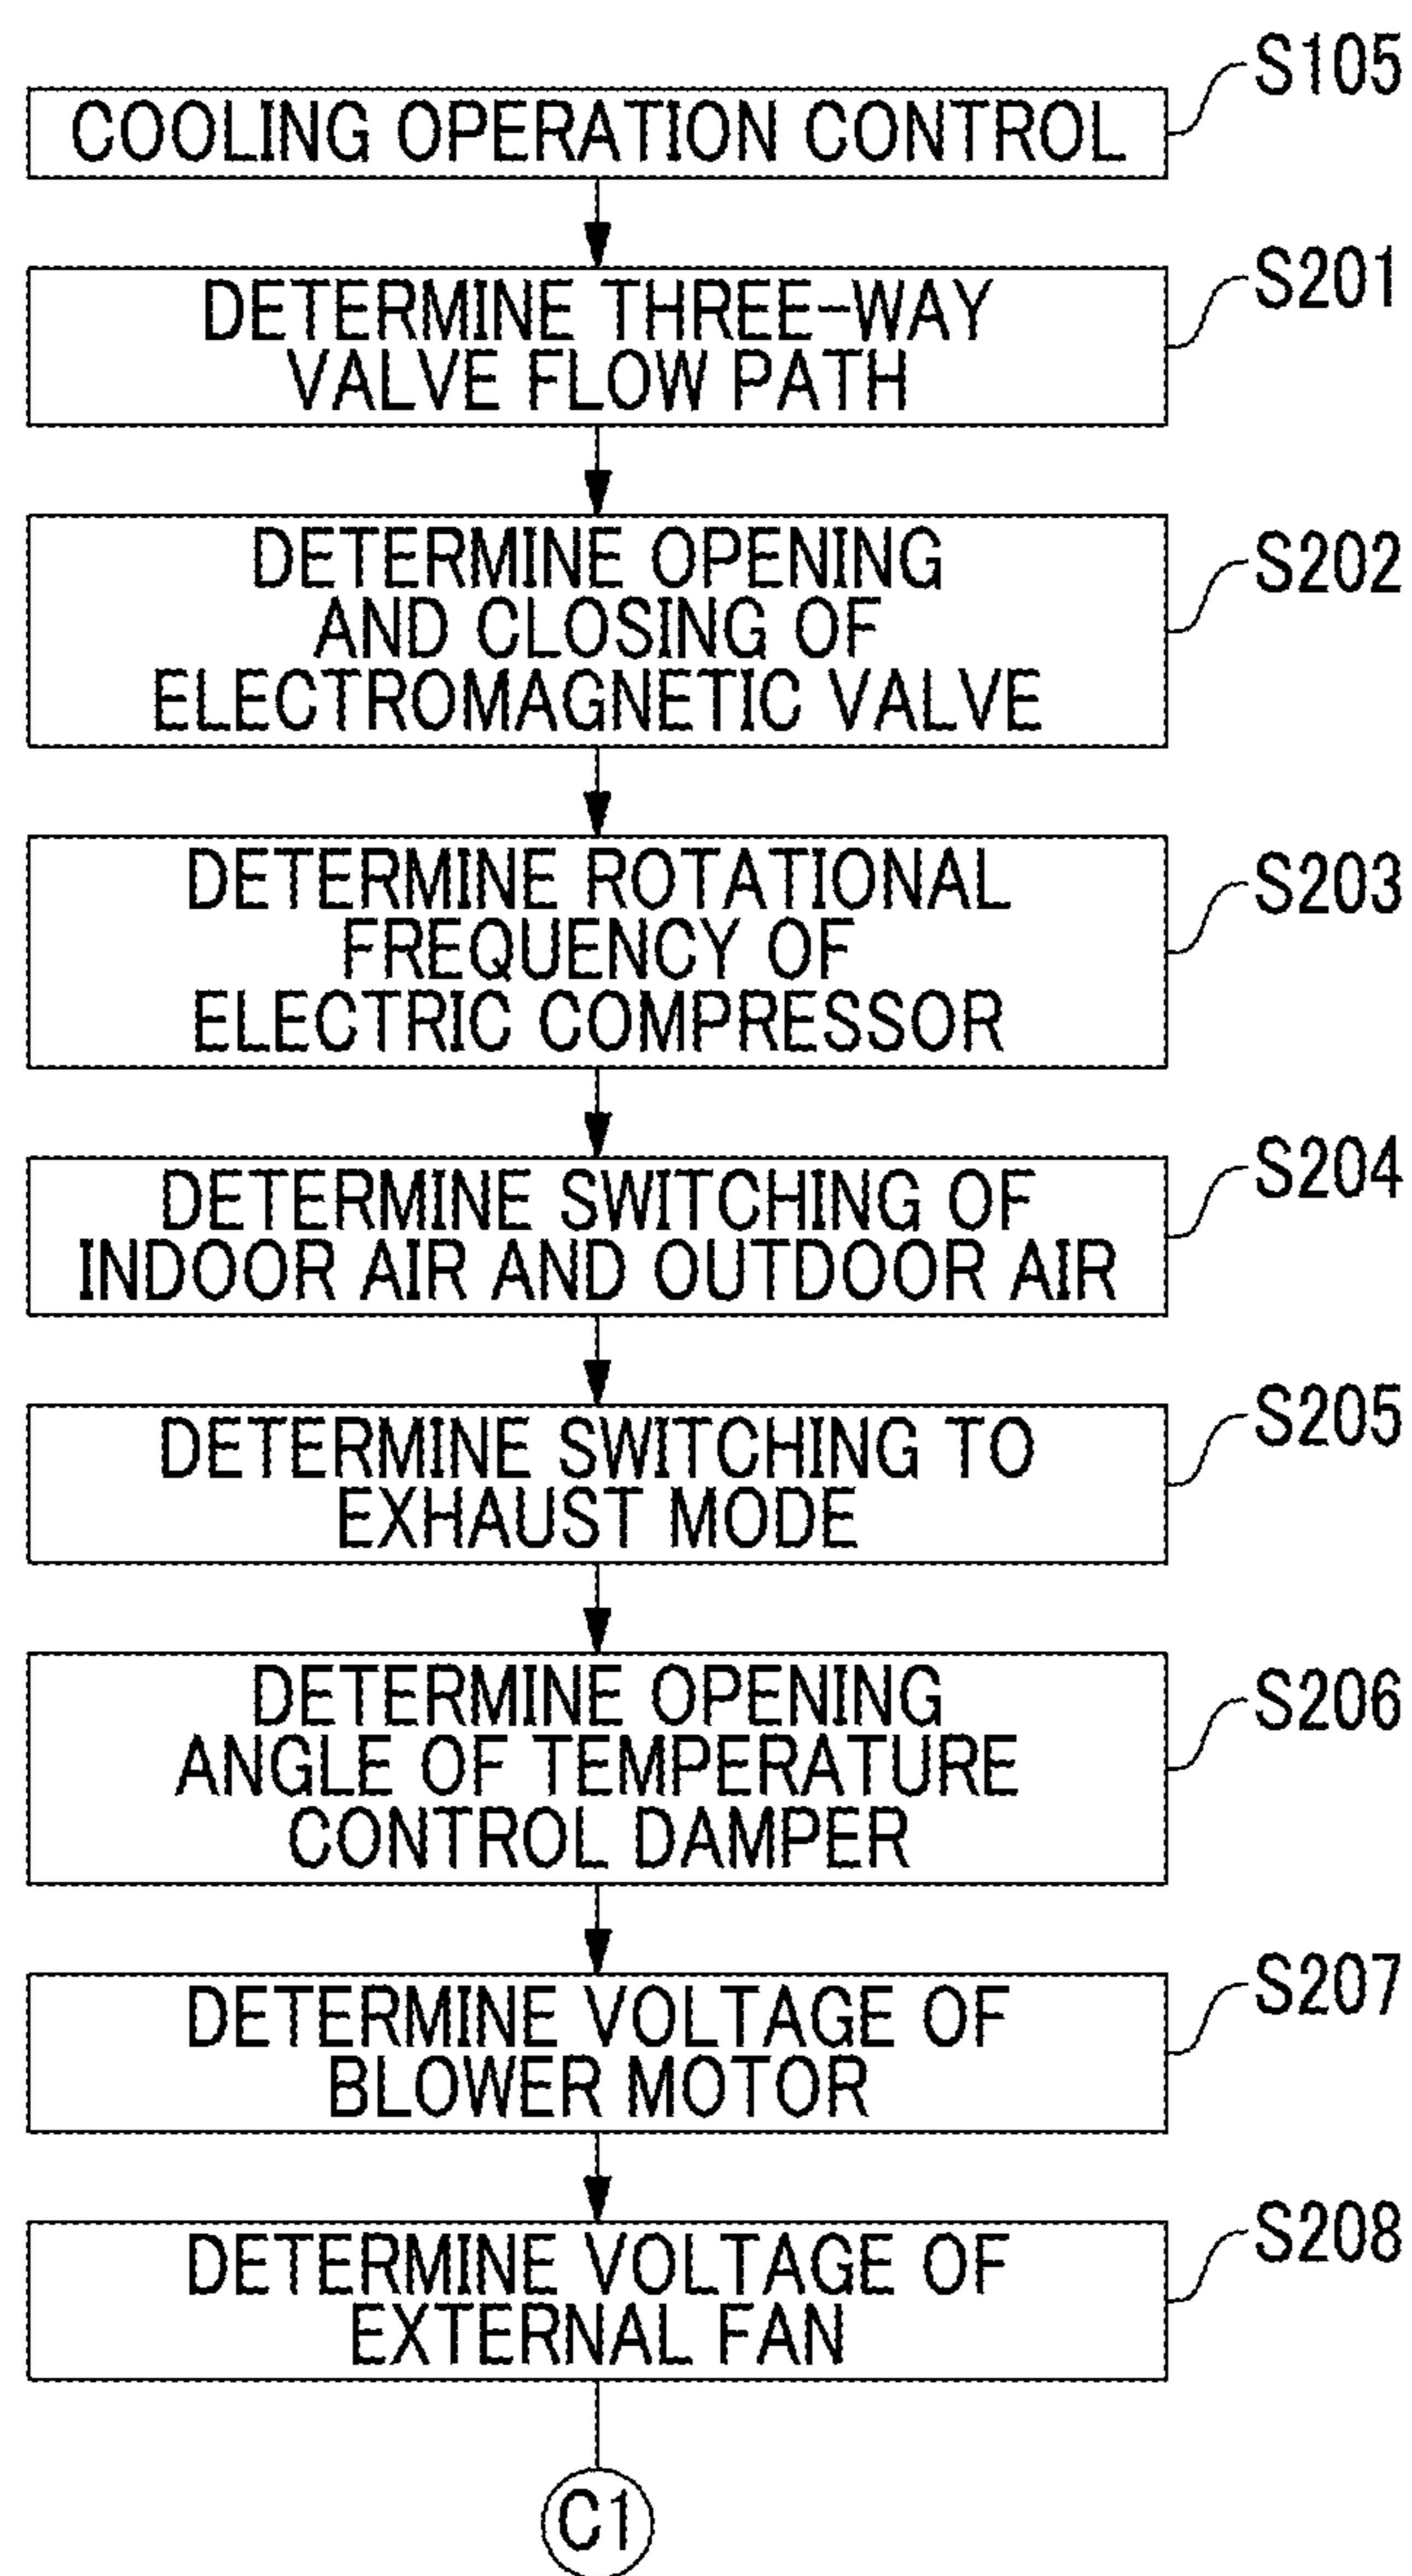 COOLING OPERATION CONTROL
S105
DETERMINE THREE-WAY
VALVE FLOW PATH
S201
DETERMINE OPENING
AND CLOSING OF
ELECTROMAGNETIC VALVE
S202
DETERMINE ROTATIONAL
FREQUENCY OF
ELECTRIC COMPRESSOR
S203
DETERMINE SWITCHING OF
INDOOR AIR AND OUTDOOR AIR
S204
DETERMINE SWITCHING TO
EXHAUST MODE
S205
DETERMINE OPENING
ANGLE OF TEMPERATURE
CONTROL DAMPER
S206
DETERMINE VOLTAGE OF
BLOWER MOTOR
S207
DETERMINE VOLTAGE OF
EXTERNAL FAN
S208
C1